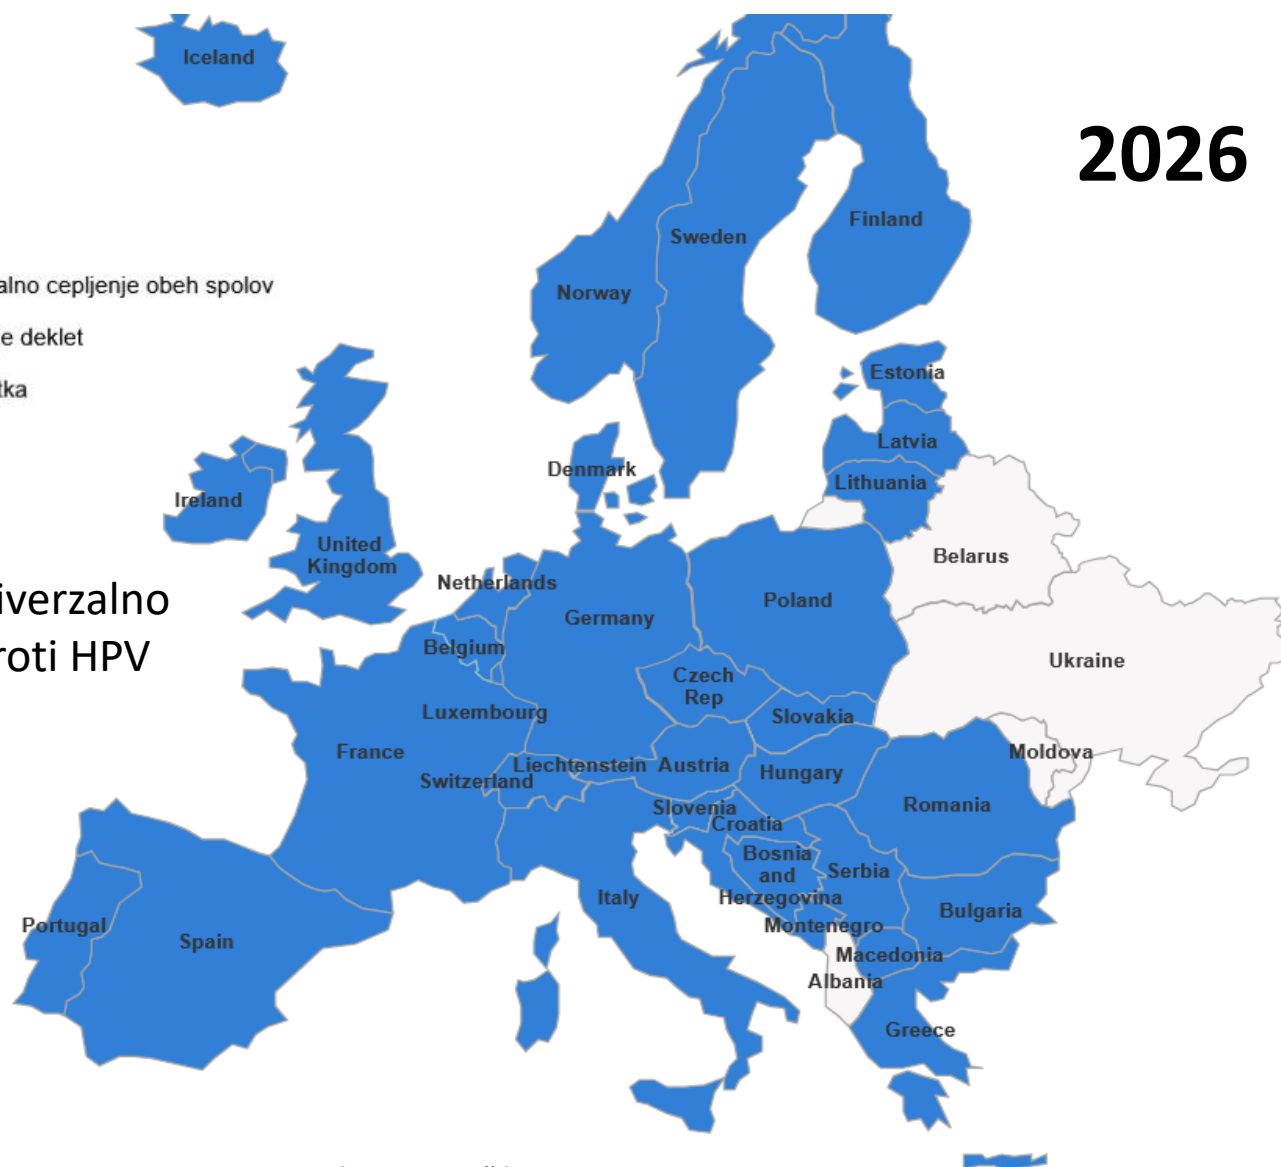 Iceland
2026
Finland
Sweden
alno cepljenje obeh spolov
Norway
e deklet
Estonia
tka
Latvia
Denmark
Lithuania
Ireland
United
Kingdom
Belarus
Netherlands
iverzalno
Poland
Germany
Belgium
roti HPV
Ukraine
Czech
Rep
Luxembourg
Slovakia
France
Moldova
Liechtenstein
Austria
Switzerland
Hungary
Slovenia
Romania
Croatia
Bosnia
and
Herzegovina
Serbia
Italy
Bulgaria
Portugal
Montenegro
Spain
Macedonia
Albania
Greece